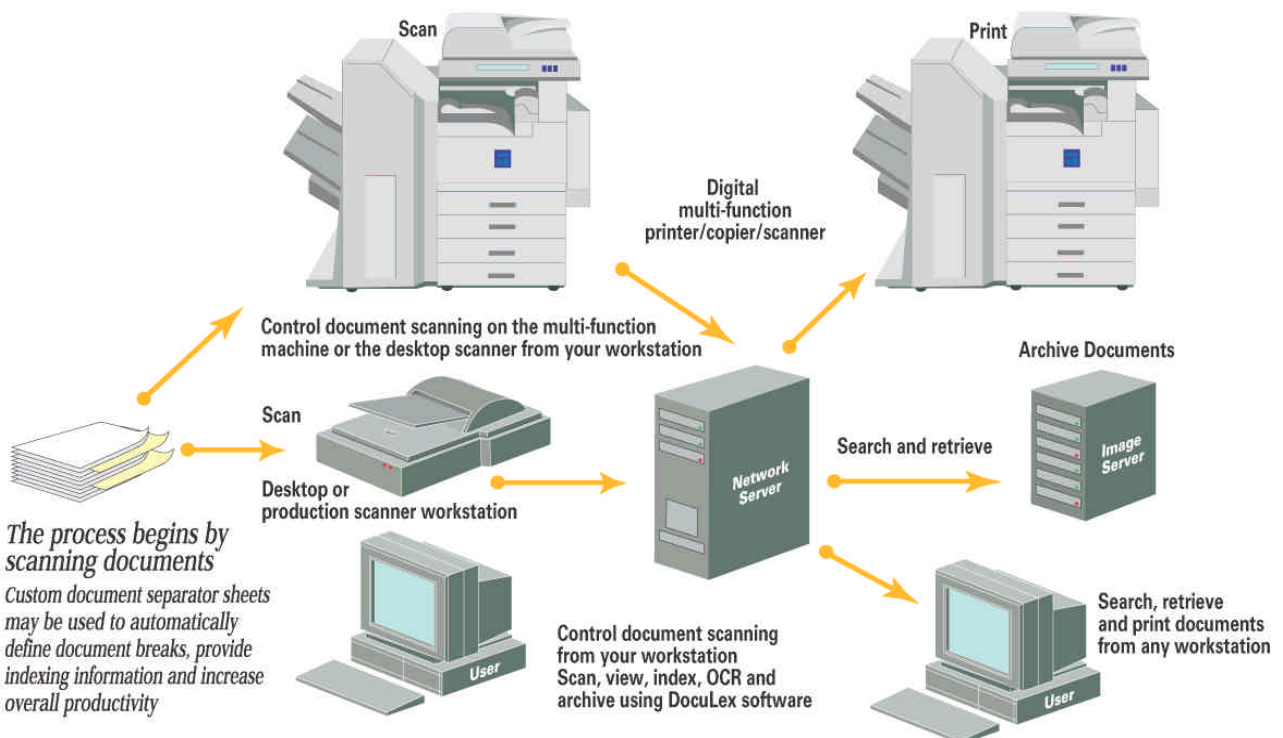 Scan
Print
Digital
multi-function
printer/copier/scanner
Control document scanning on the multi-function
machine or the desktop scanner from your workstation
Archive Documents
Scan
Search and retrieve
Image
Server
Network
Server
Desktop or
production scanner workstation
The process begins by
scanning documents
Custom document separator sheets
may be used to automatically
define document breaks, provide
indexing information and increase
overall productivity
User
Control document scanning
from your workstation
Scan, view, index, OCR and
archive using DocuLex software
Search, retrieve
and print documents
from any workstation
User